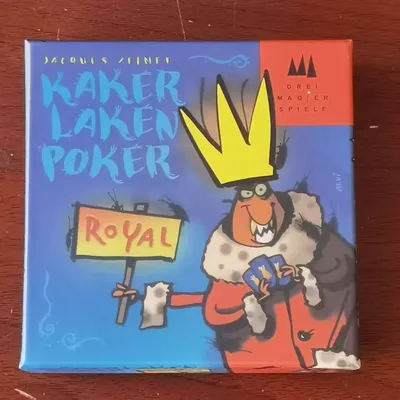 JACQUES ZEIMET
KAKER
LAKEN
POKER
DREI
MAGIER
SPIELE
ROYAL